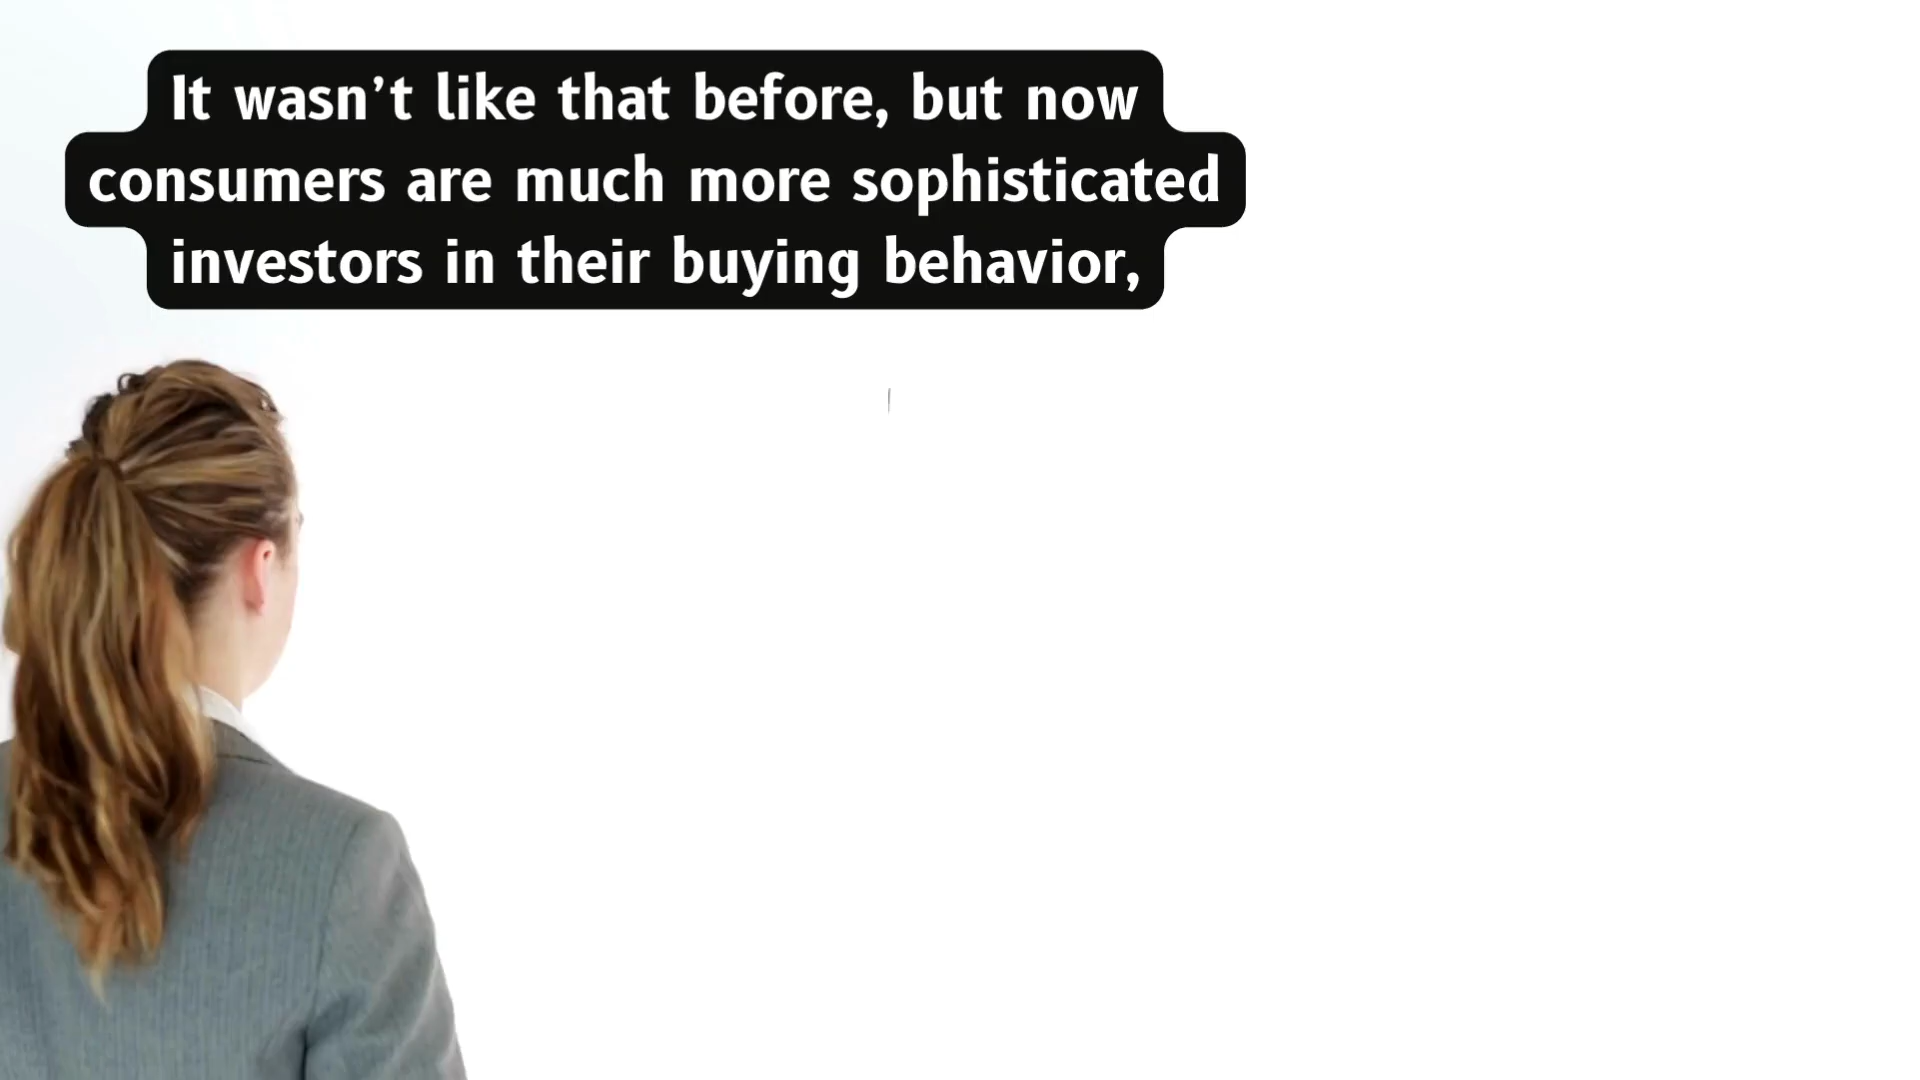 It wasn’t like that before, but now
consumers are much more sophisticated
investors in their buying behavior,